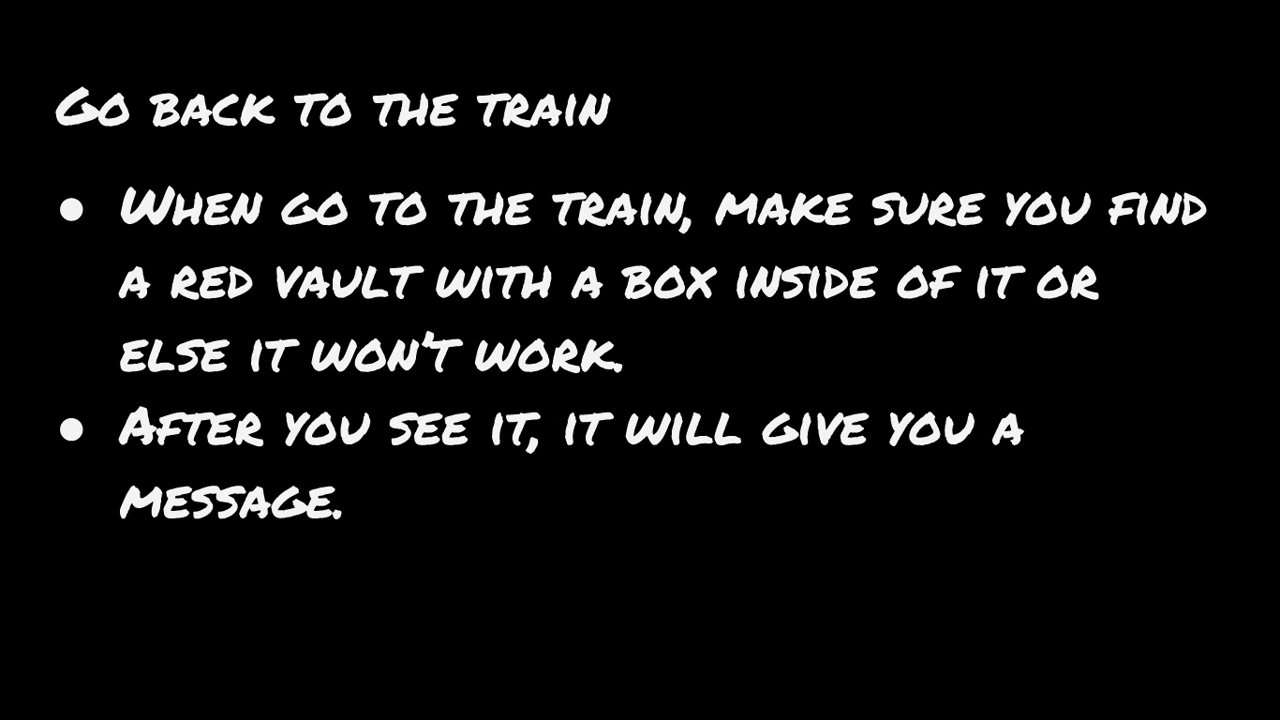 Go back to the train
● When go to the train, make sure you find
a red vault with a box inside of it or
else it won't work.
● After you see it, it will give you a
message.